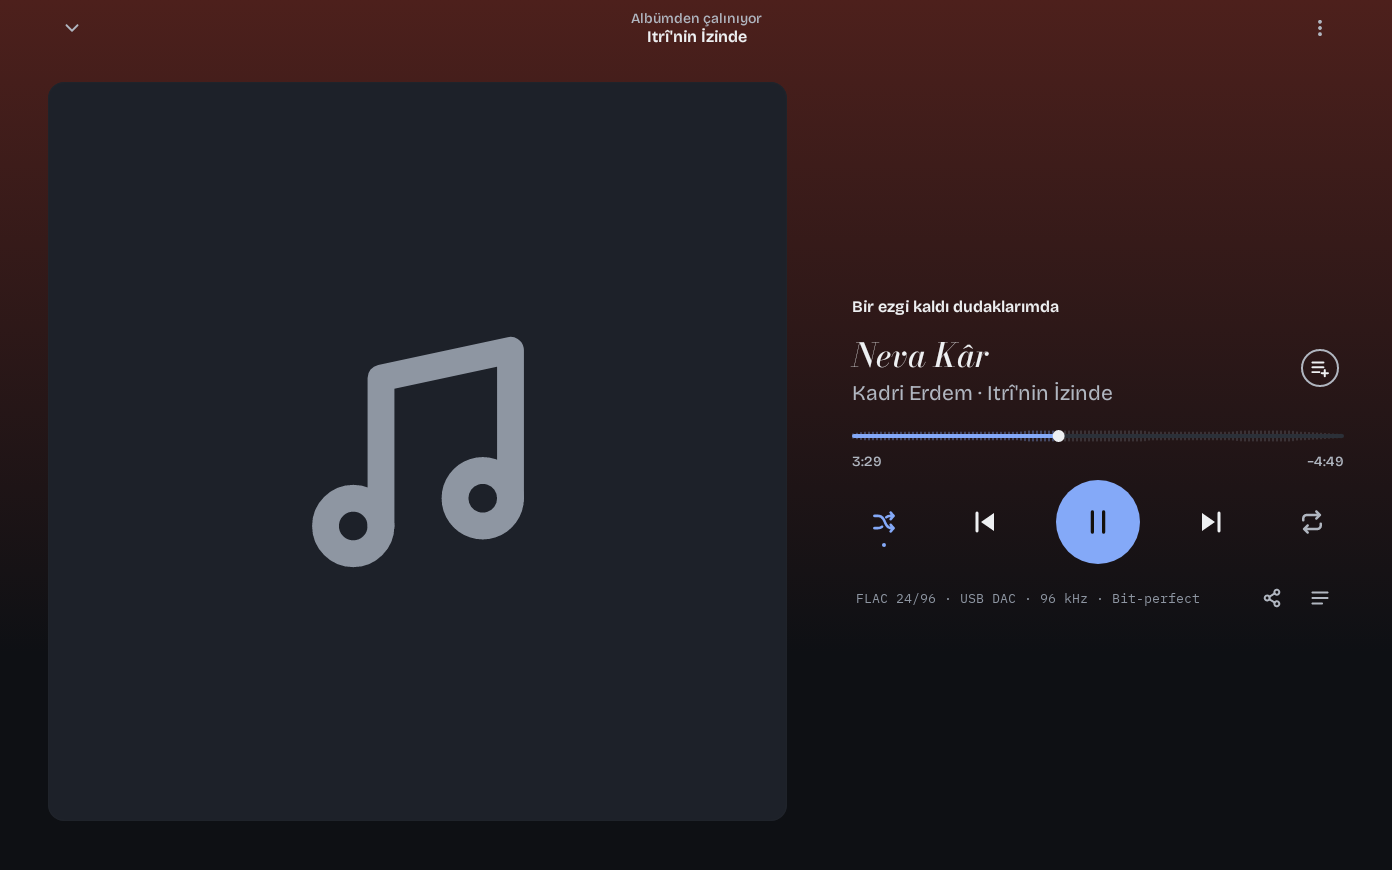 Albümden çalınıyor
Itrî'nin İzinde
Bir ezgi kaldı dudaklarımda
Neva Kâr
Kadri Erdem · Itrî'nin İzinde
3:29
-4:49
FLAC 24/96 · USB DAC · 96 kHz · Bit-perfect